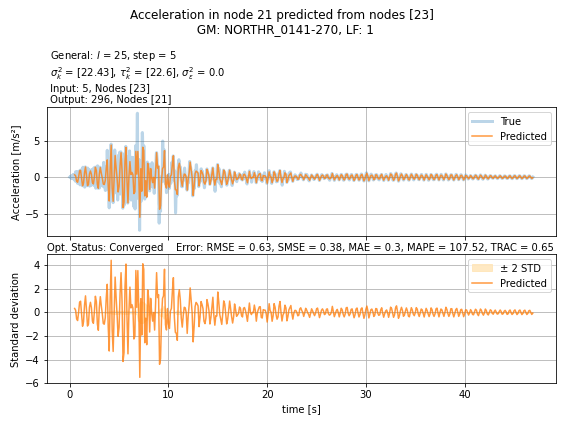 Acceleration in node 21 predicted from nodes [23]
GM: NORTHR_0141-270, LF: 1
General: l = 25, step = 5
σ²ₖ = [22.43], τ²ₖ = [22.6], σ²ε = 0.0
Input: 5, Nodes [23]
Output: 296, Nodes [21]
Acceleration [m/s²]
5
0
−5
True
Predicted
Opt. Status: Converged Error: RMSE = 0.63, SMSE = 0.38, MAE = 0.3, MAPE = 107.52, TRAC = 0.65
Standard deviation
4
2
0
−2
−4
−6
± 2 STD
Predicted
0 10 20 30 40
time [s]